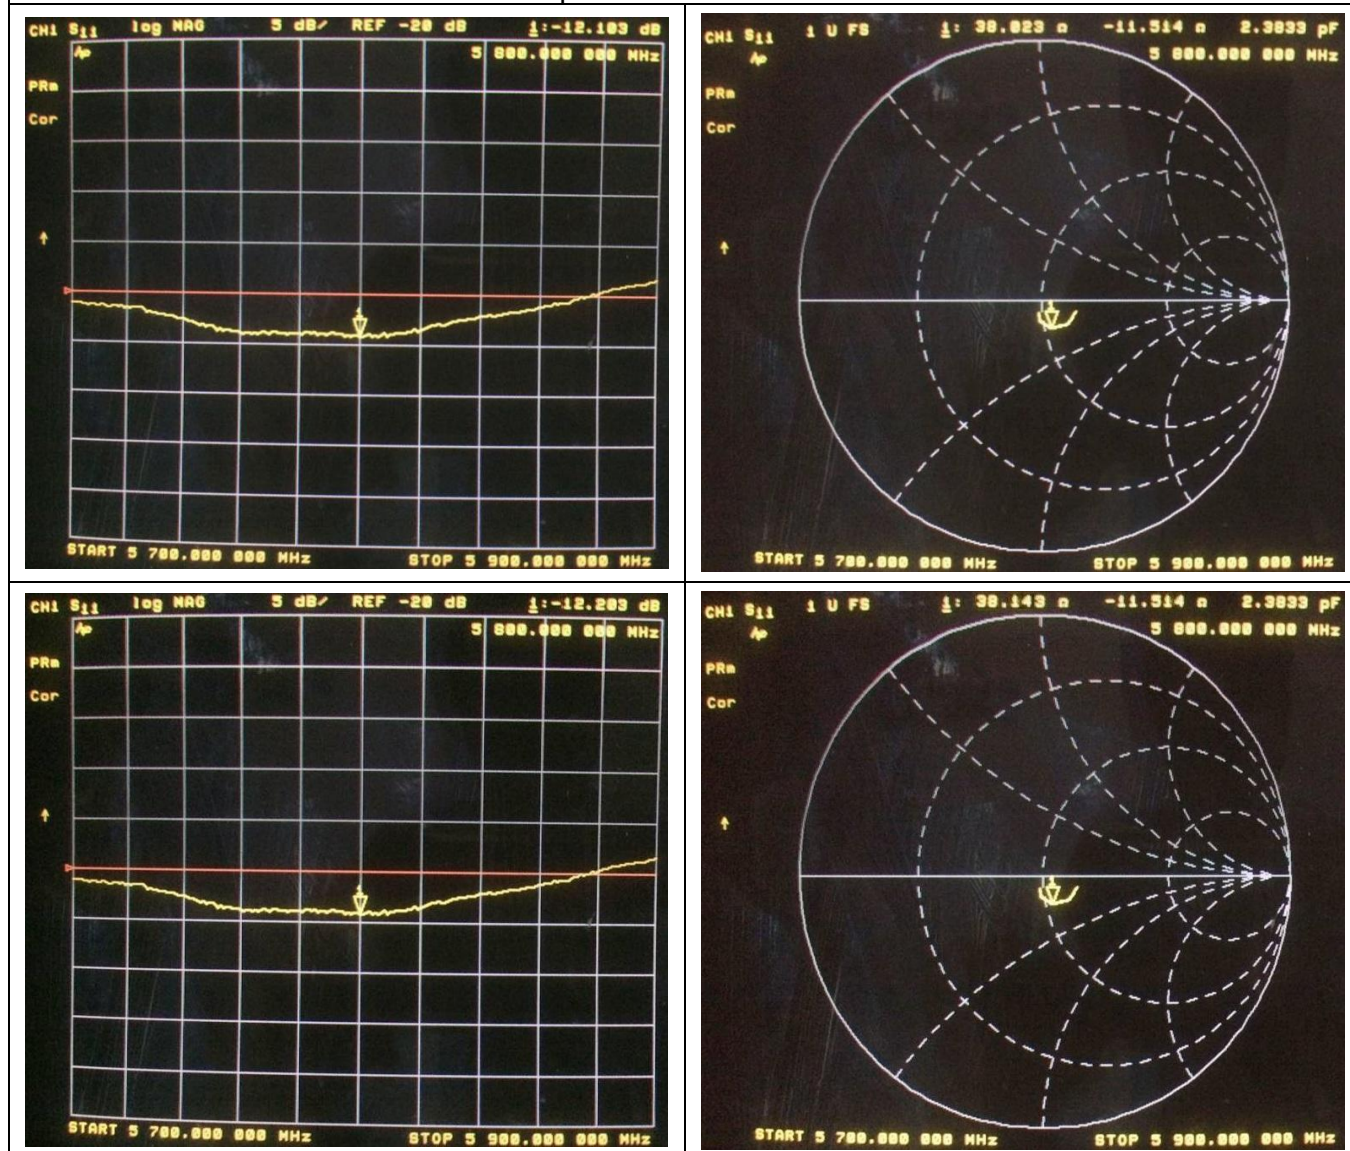 CH1 S11 log MAG 5 dB/ REF -20 dB 1:-12.103 dB
5 800.000 000 MHz
PRm
Cor
START 5 700.000 000 MHz STOP 5 900.000 000 MHz
CH1 S11 1 U FS 1: 38.023 Ω -11.514 Ω 2.3833 pF
5 800.000 000 MHz
PRm
Cor
START 5 700.000 000 MHz STOP 5 900.000 000 MHz
CH1 S11 log MAG 5 dB/ REF -20 dB 1:-12.203 dB
5 800.000 000 MHz
PRm
Cor
START 5 700.000 000 MHz STOP 5 900.000 000 MHz
CH1 S11 1 U FS 1: 38.143 Ω -11.514 Ω 2.3833 pF
5 800.000 000 MHz
PRm
Cor
START 5 700.000 000 MHz STOP 5 900.000 000 MHz